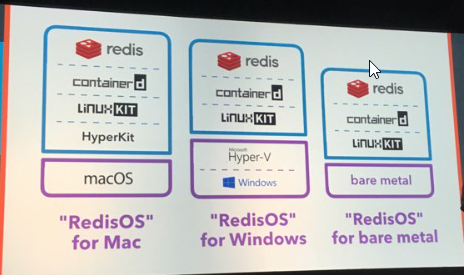 redis
containerd
LiNUXKIT
HyperKit
macOS
"RedisOS"
for Mac
redis
containerd
LiNUXKIT
Microsoft
Hyper-V
Windows
"RedisOS"
for Windows
redis
containerd
LiNUXKIT
bare metal
"RedisOS"
for bare metal